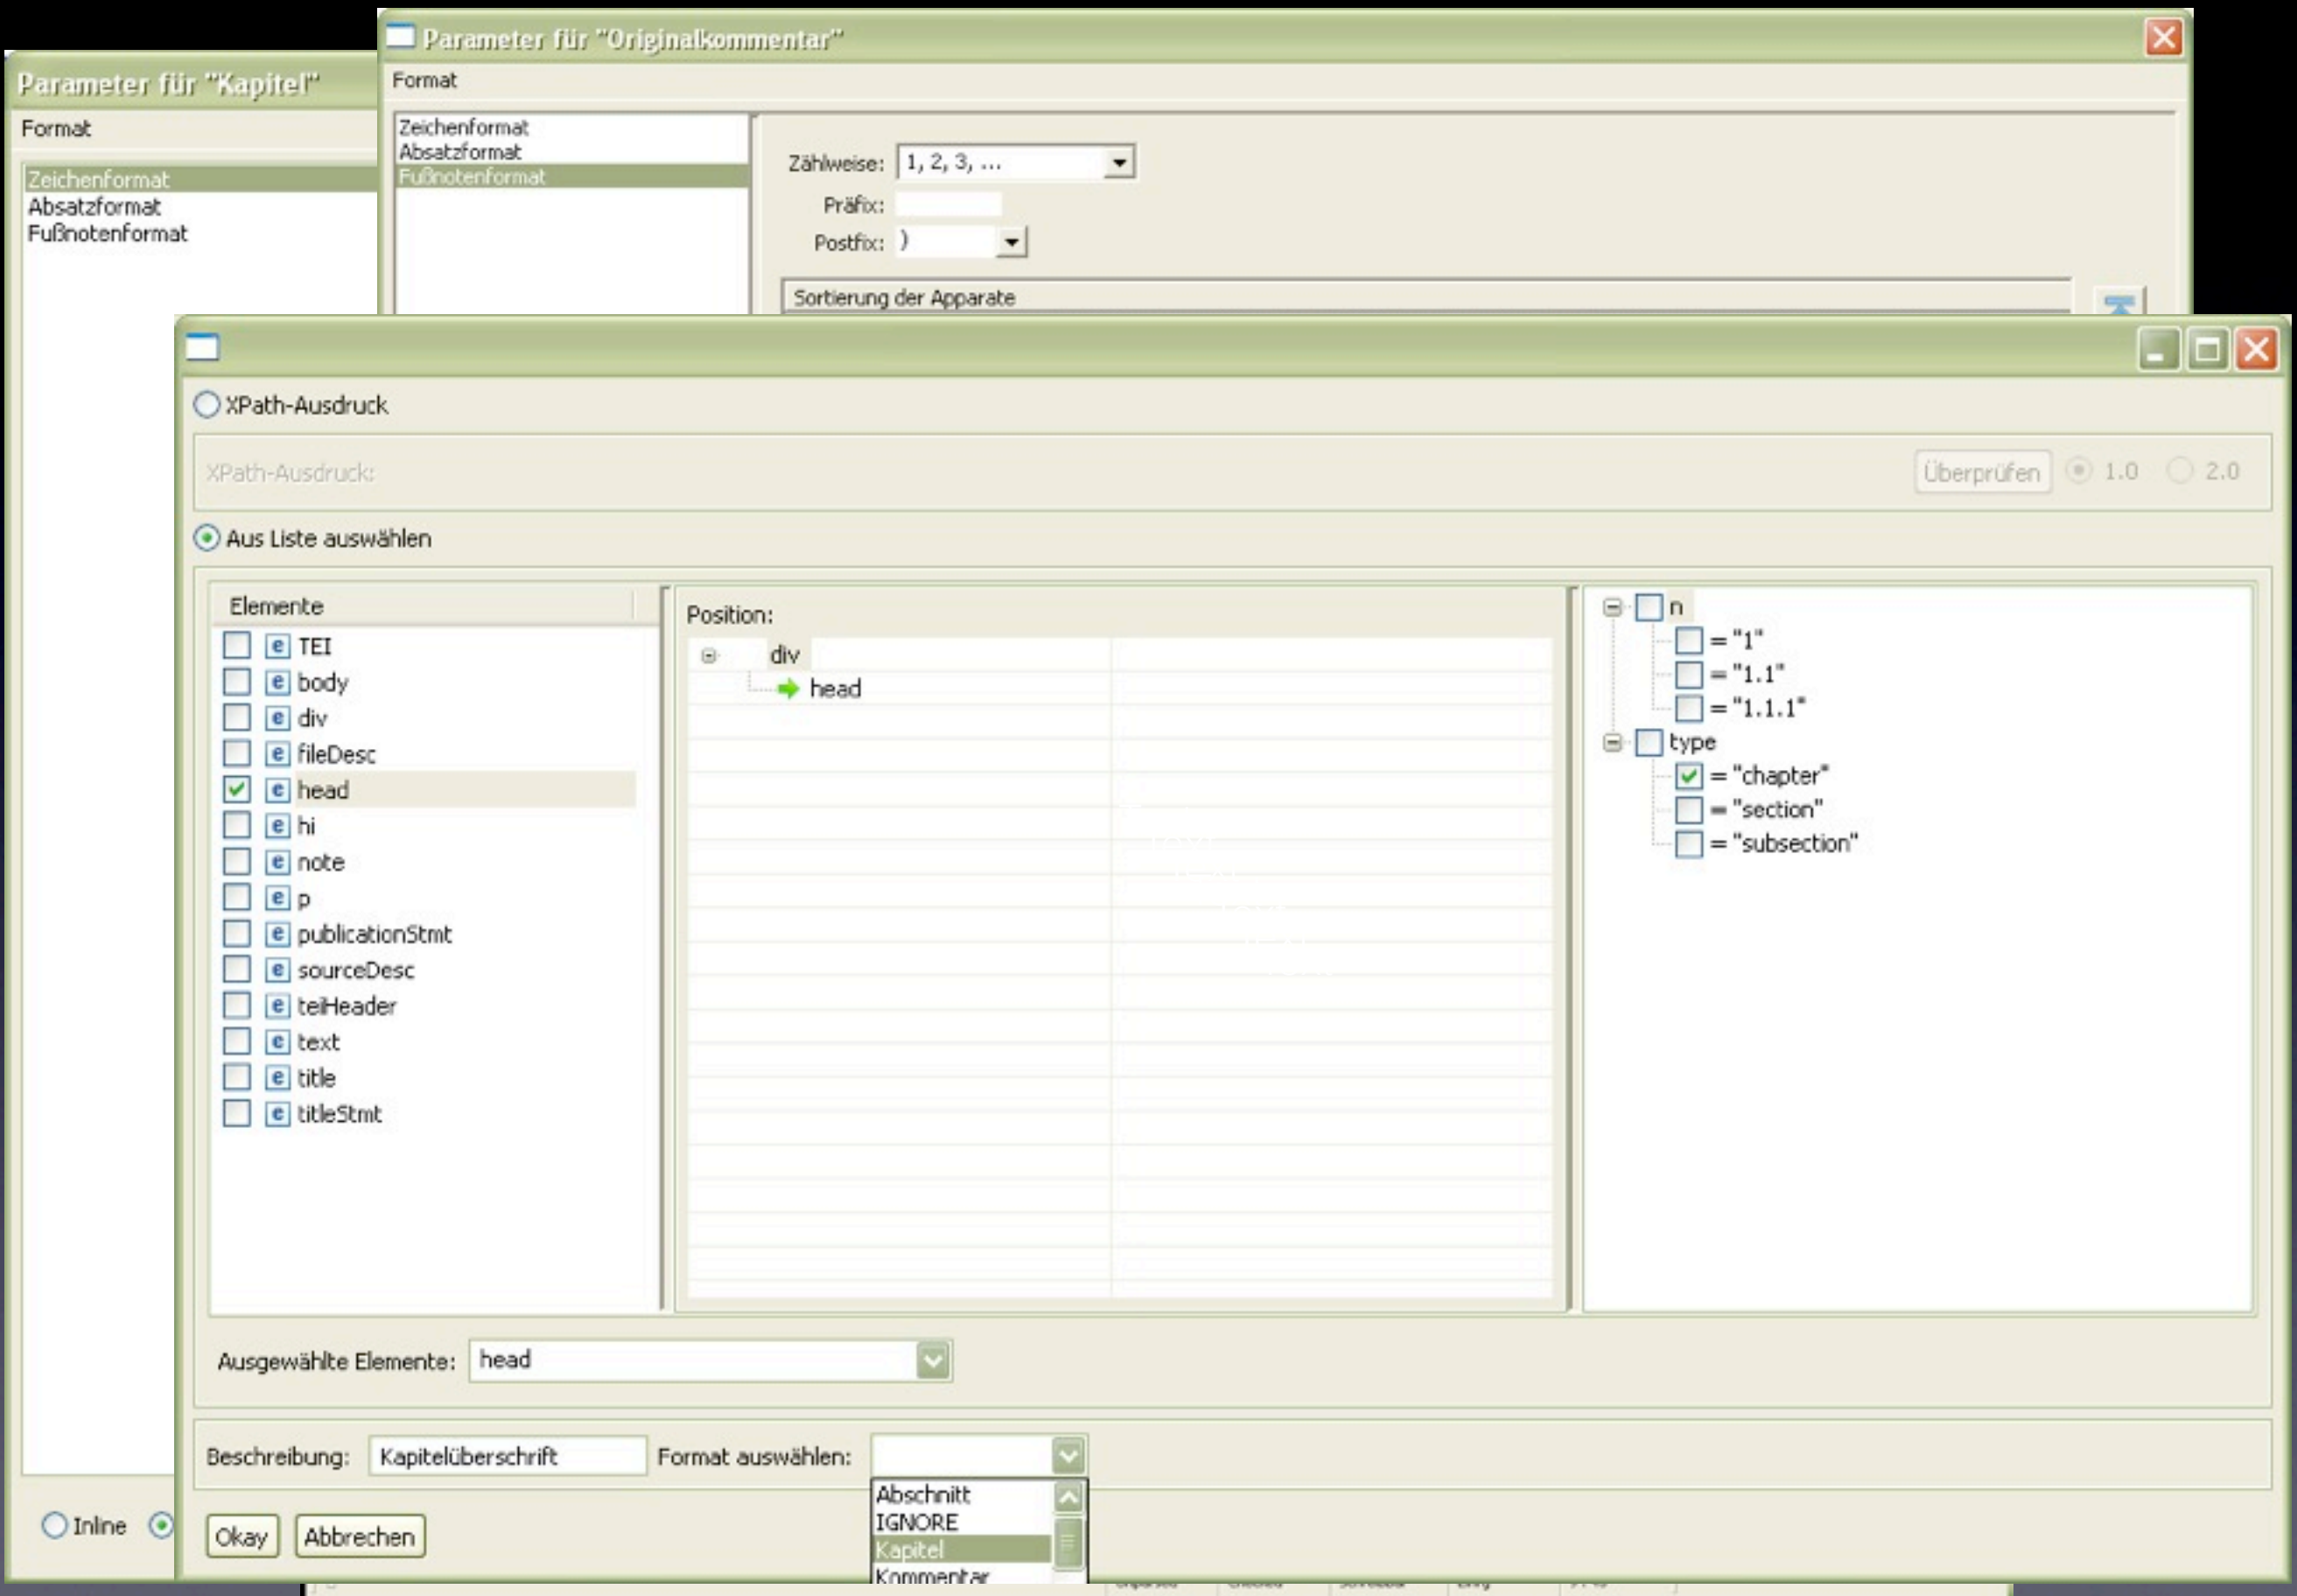 Parameter für "Originalkommentar"
Format
Zeichenformat
Absatzformat
Fußnotenformat
Zählweise: 1, 2, 3, ...
Präfix:
Postfix: )
Sortierung der Apparate
Parameter für "Kapitel"
Format
Zeichenformat
Absatzformat
Fußnotenformat
Inline
XPath-Ausdruck
XPath-Ausdruck: Überprüfen 1.0 2.0
Aus Liste auswählen
Elemente
TEI
body
div
fileDesc
head
hi
note
p
publicationStmt
sourceDesc
teiHeader
text
title
titleStmt
Position:
div
head
n
= "1"
= "1.1"
= "1.1.1"
type
= "chapter"
= "section"
= "subsection"
Ausgewählte Elemente: head
Beschreibung: Kapitelüberschrift Format auswählen:
Abschnitt
IGNORE
Kapitel
Kommentar
Okay Abbrechen